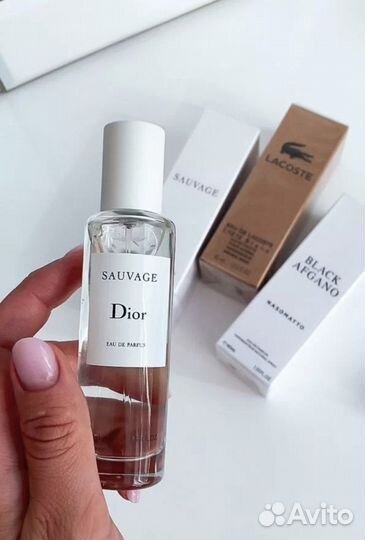 SAUVAGE
Dior
EAU DE PARFUM
SAUVAGE
LACOSTE
BLACK
AFGANO
NASOMATTO
Avito